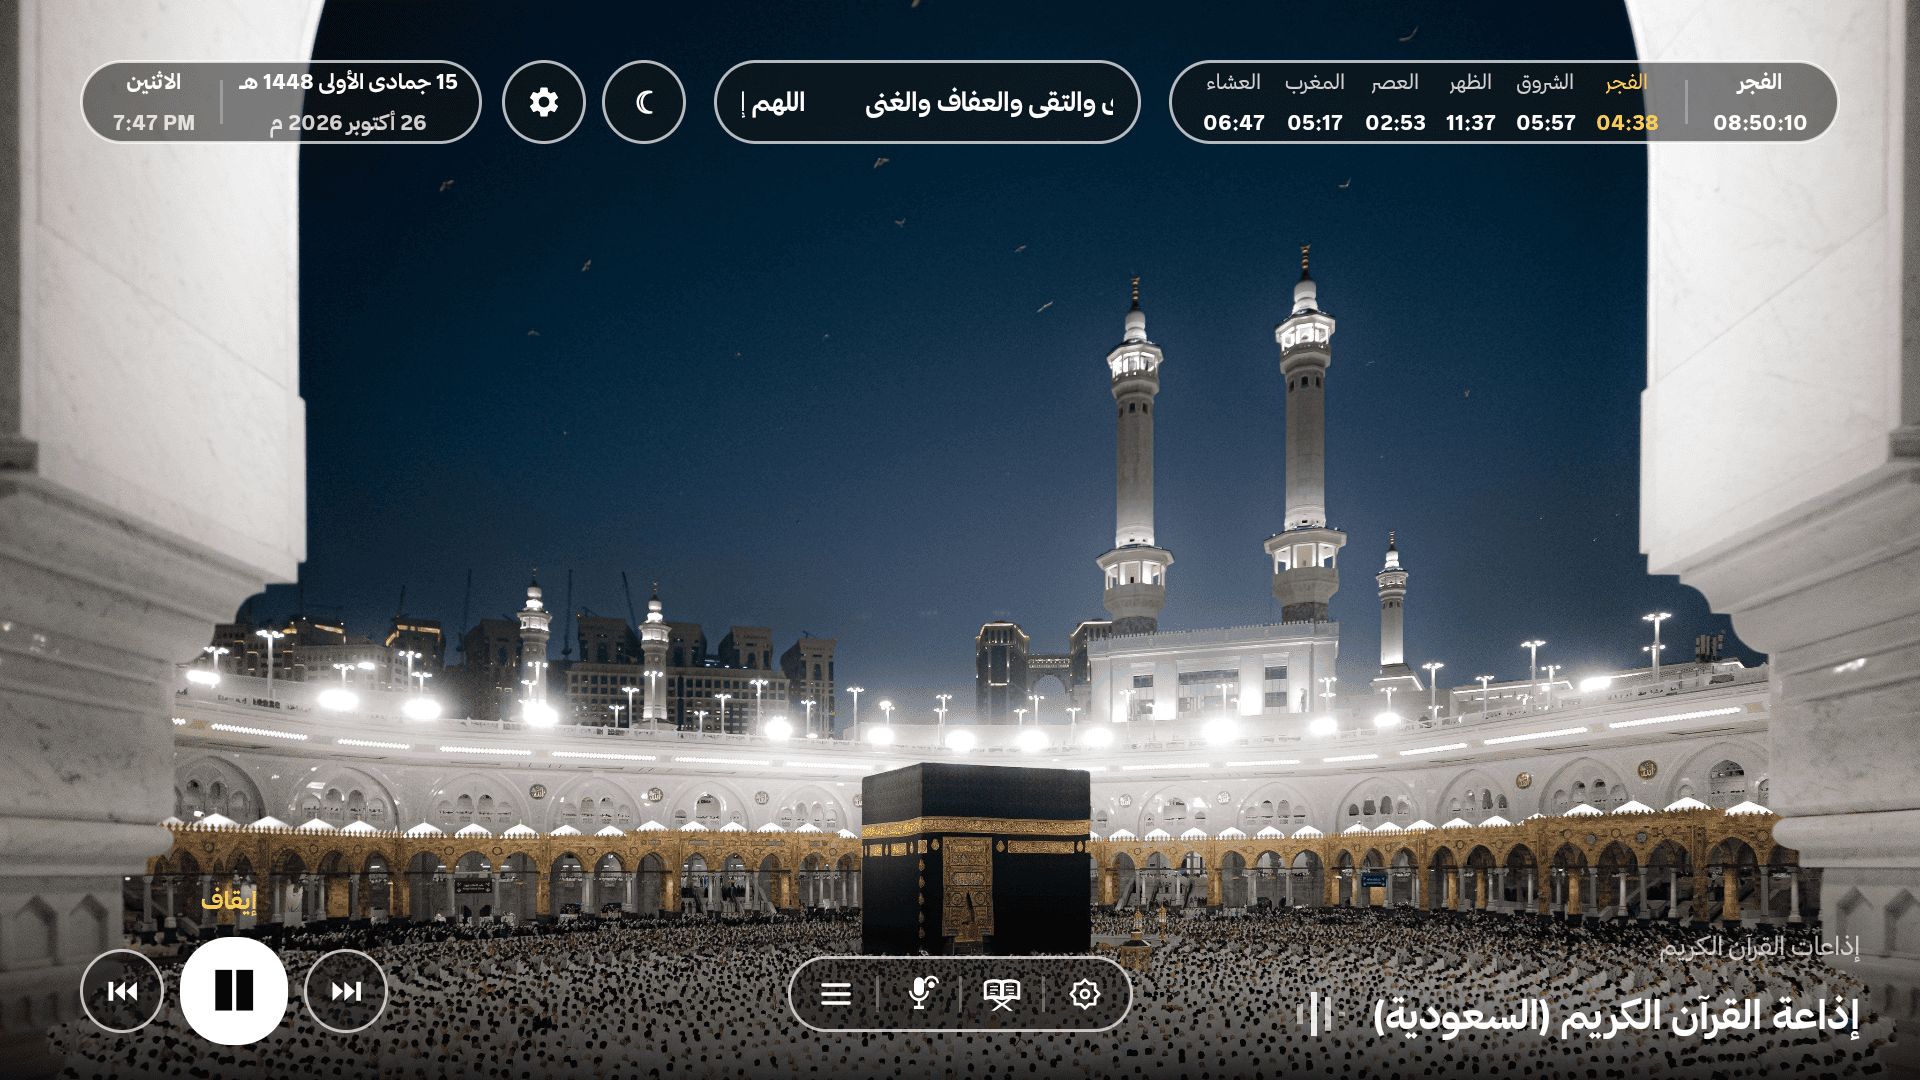 الفجر
08:50:10
الفجر الشروق الظهر العصر المغرب العشاء
04:38 05:57 11:37 02:53 05:17 06:47
والتقى والعفاف والغنى اللهم
15 جمادى الأولى 1448 هـ
26 أكتوبر 2026 م
الاثنين
7:47 PM
إيقاف
إذاعات القرآن الكريم
إذاعة القرآن الكريم (السعودية)